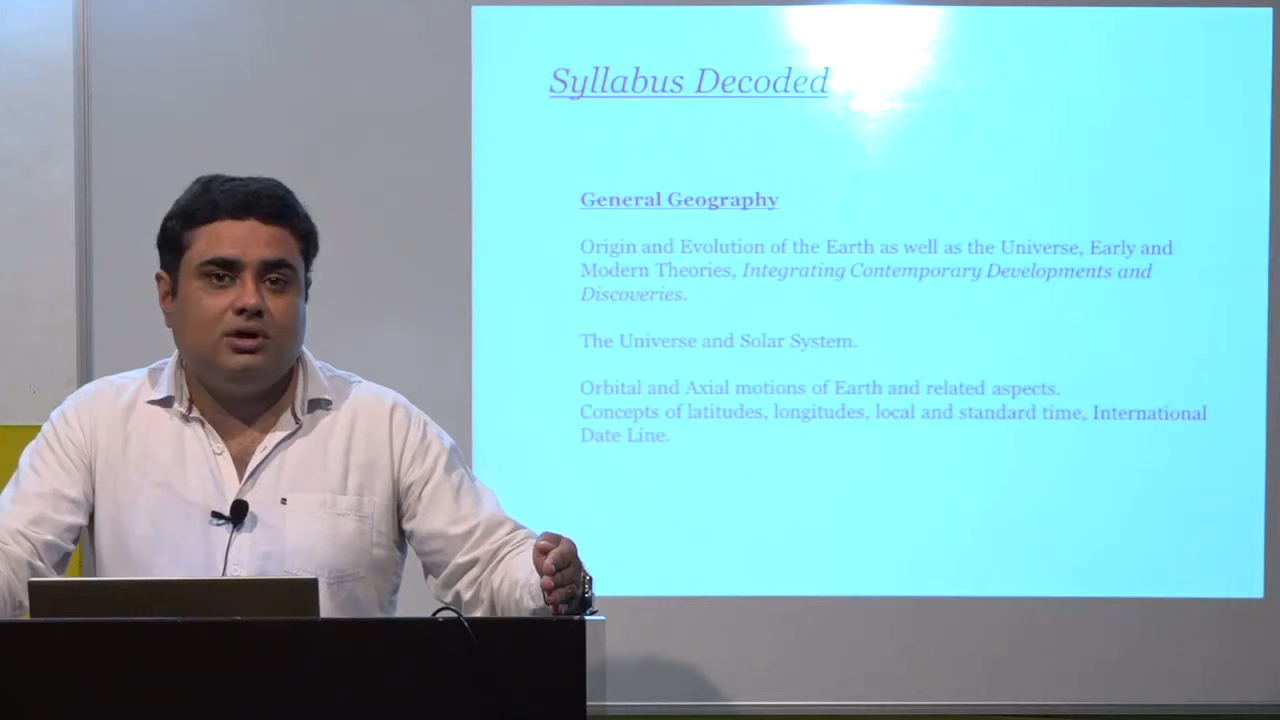 Syllabus Decoded
General Geography
Origin and Evolution of the Earth as well as the Universe, Early and
Modern Theories, Integrating Contemporary Developments and
Discoveries.
The Universe and Solar System.
Orbital and Axial motions of Earth and related aspects.
Concepts of latitudes, longitudes, local and standard time, International
Date Line.